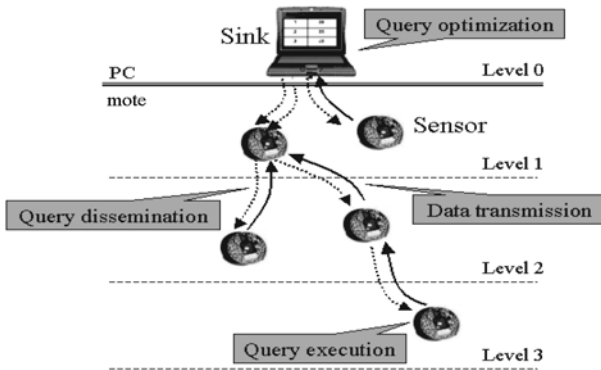 Sink
Query optimization
PC
Level 0
mote
Sensor
Level 1
Query dissemination
Data transmission
Level 2
Query execution
Level 3